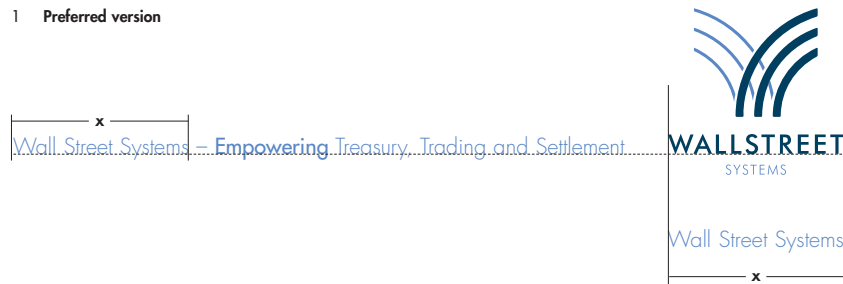 1 Preferred version
x
Wall Street Systems – Empowering Treasury, Trading and Settlement
WALLSTREET
SYSTEMS
Wall Street Systems
x